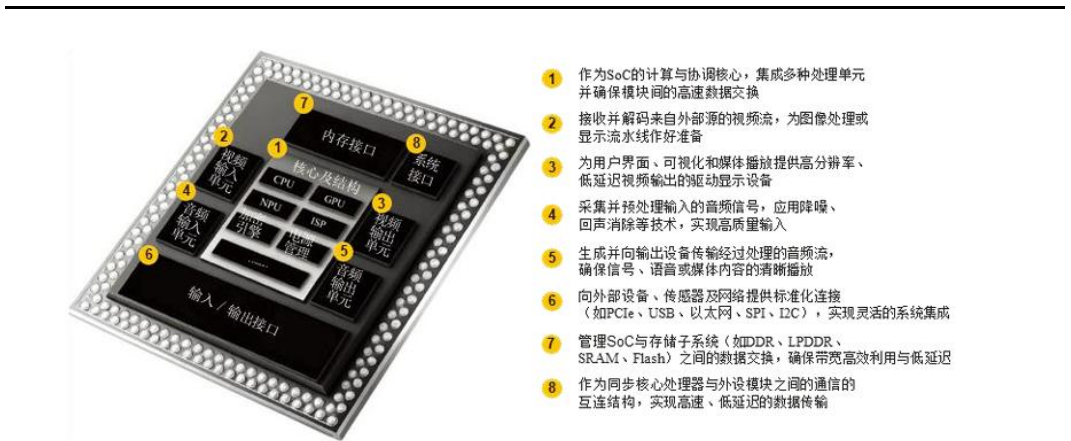 7
内存接口
8
系统
接口
2
视频
输入
单元
1
核心及结构
CPU
GPU
NPU
ISP
引擎
电源
管理
.......
4
音频
输入
单元
3
视频
输出
单元
5
音频
输出
单元
6
输入 / 输出接口
1
作为SoC的计算与协调核心，集成多种处理单元
并确保模块间的高速数据交换
2
接收并解码来自外部源的视频流，为图像处理或
显示流水线作好准备
3
为用户界面、可视化和媒体播放提供高分辨率、
低延迟视频输出的驱动显示设备
4
采集并预处理输入的音频信号，应用降噪、
回声消除等技术，实现高质量输入
5
生成并向输出设备传输经过处理的音频流，
确保信号、语音或媒体内容的清晰播放
6
向外部设备、传感器及网络提供标准化连接
（如PCIe、USB、以太网、SPI、I2C），实现灵活的系统集成
7
管理SoC与存储子系统（如DDR、LPDDR、
SRAM、Flash）之间的数据交换，确保带宽高效利用与低延迟
8
作为同步核心处理器与外设模块之间的通信的
互连结构，实现高速、低延迟的数据传输